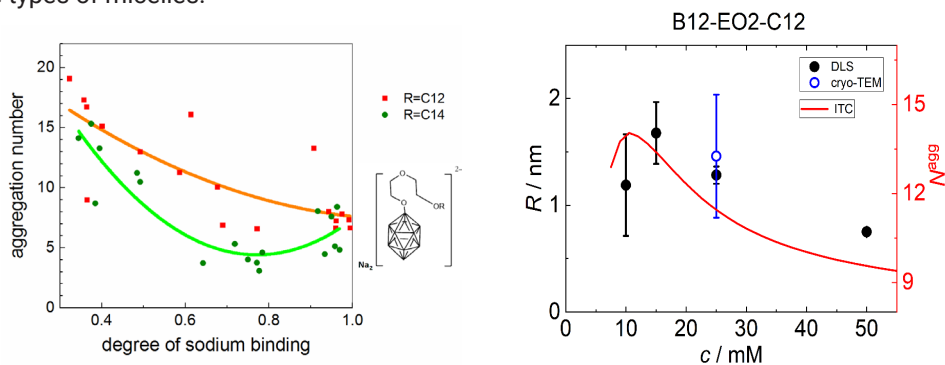 types of micelles.
B12-EO2-C12
20
15
10
5
0
0.4
0.6
0.8
1.0
aggregation number
degree of sodium binding
R=C12
R=C14
O
O
OR
2-
Na₂
DLS
cryo-TEM
ITC
2
1
0
R / nm
0
10
20
30
40
50
c / mM
15
12
9
Nagg